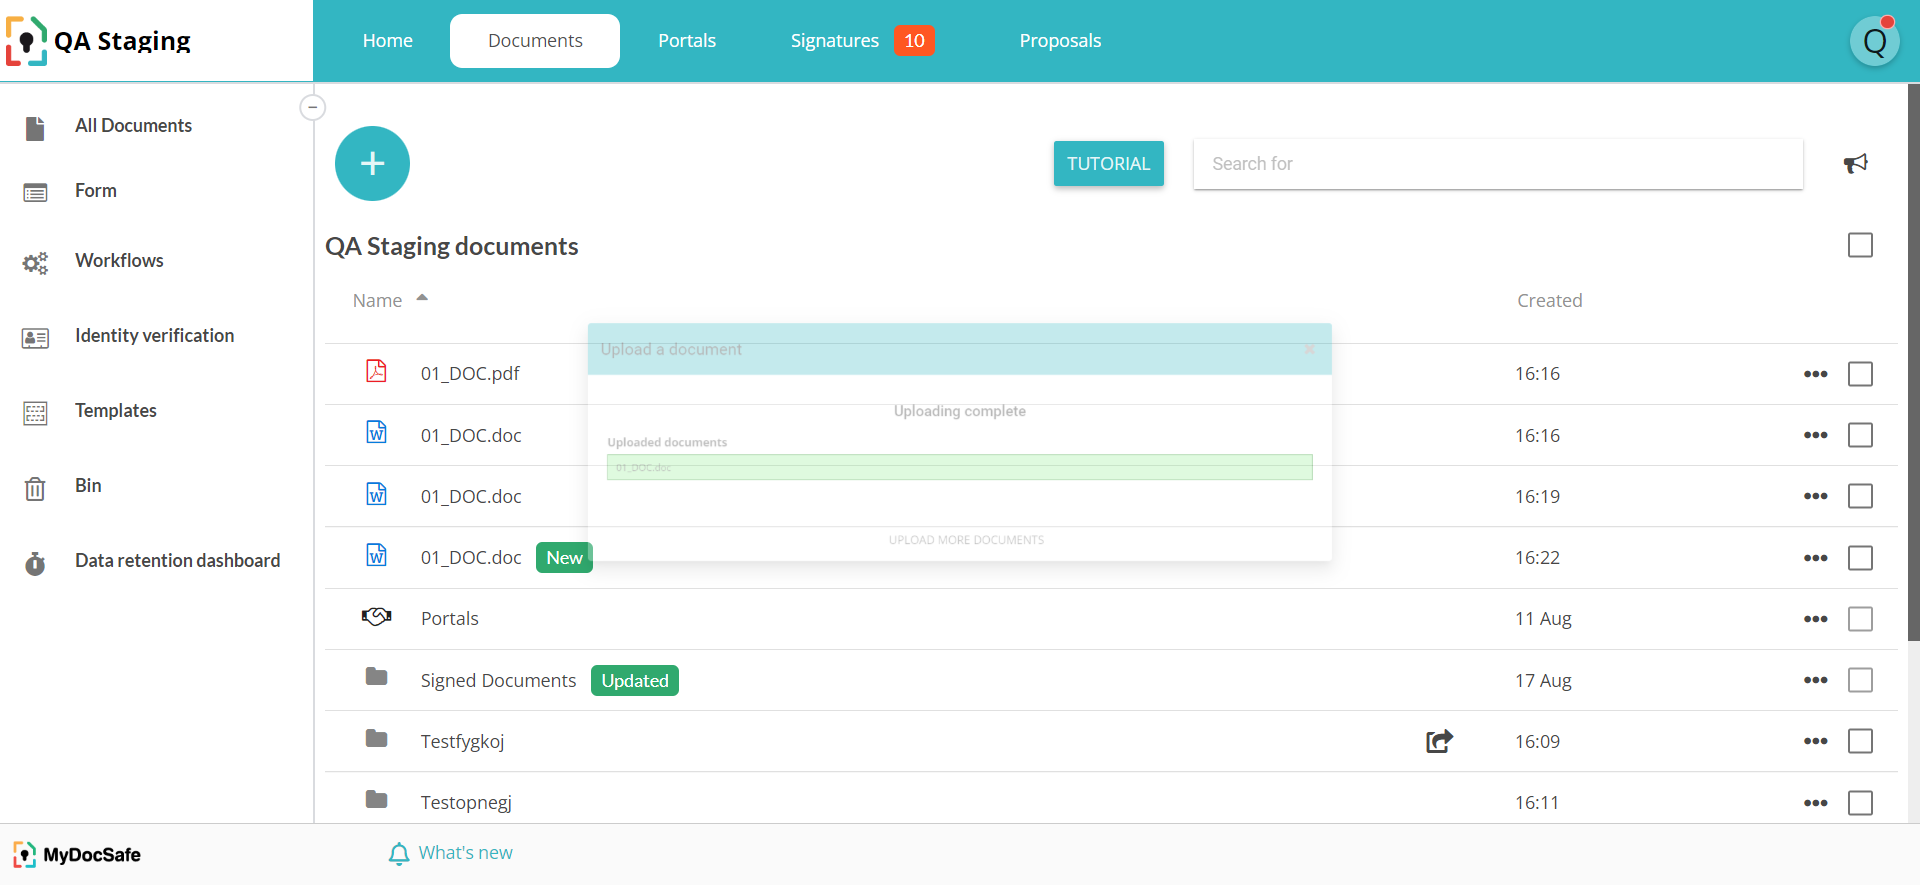 QA Staging
Home
Documents
Portals
Signatures 10
Proposals
Q
All Documents
Form
Workflows
Identity verification
Templates
Bin
Data retention dashboard
TUTORIAL
Search for
QA Staging documents
Name
Created
Upload a document
01_DOC.pdf
16:16
Uploading complete
01_DOC.doc
16:16
Uploaded documents
01_DOC.doc
01_DOC.doc
16:19
UPLOAD MORE DOCUMENTS
01_DOC.doc New
16:22
Portals
11 Aug
Signed Documents Updated
17 Aug
Testfygkoj
16:09
Testopnegj
16:11
MyDocSafe
What's new